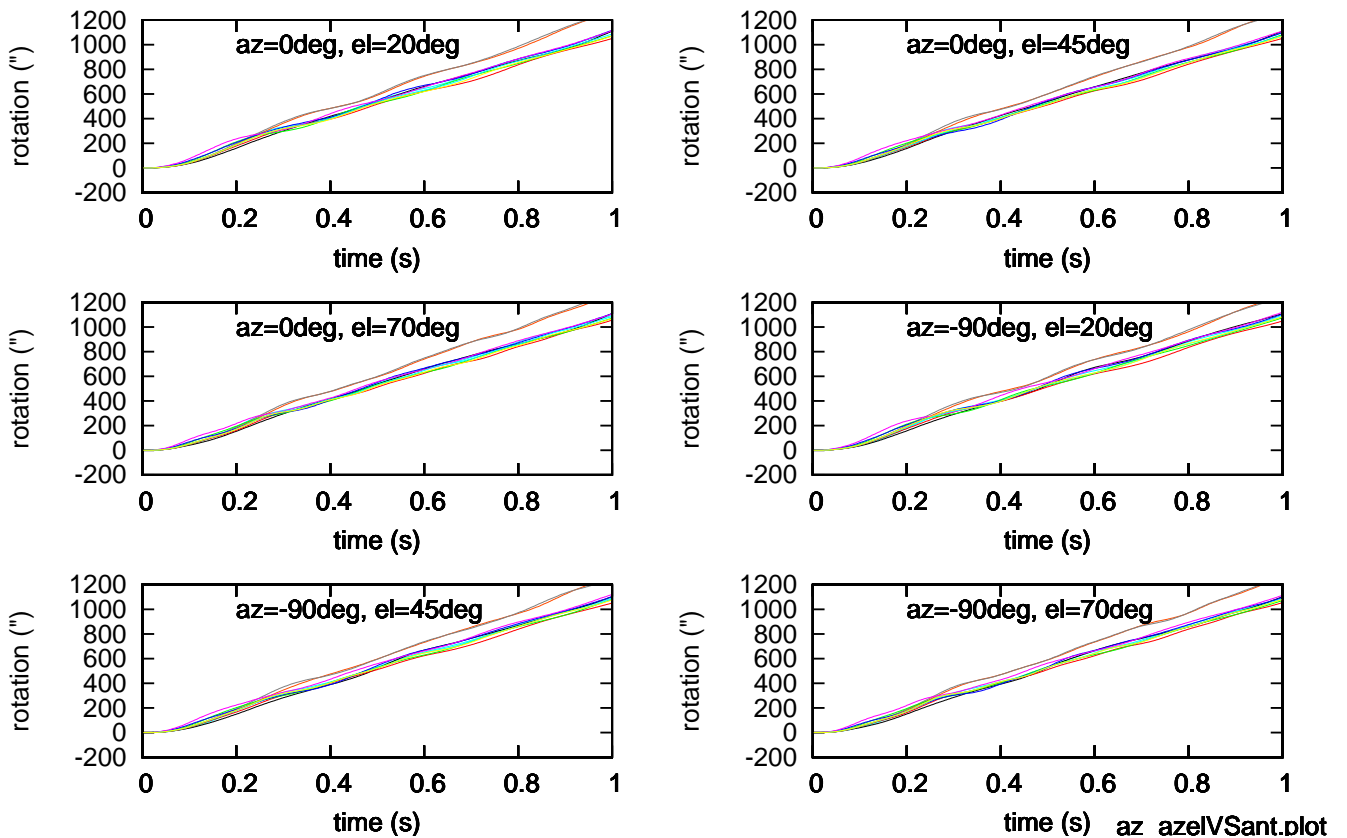 1200
1000
800
600
400
200
0
-200
rotation (")
az=0deg, el=20deg
0 0.2 0.4 0.6 0.8 1
time (s)
1200
1000
800
600
400
200
0
-200
rotation (")
az=0deg, el=45deg
0 0.2 0.4 0.6 0.8 1
time (s)
1200
1000
800
600
400
200
0
-200
rotation (")
az=0deg, el=70deg
0 0.2 0.4 0.6 0.8 1
time (s)
1200
1000
800
600
400
200
0
-200
rotation (")
az=-90deg, el=20deg
0 0.2 0.4 0.6 0.8 1
time (s)
1200
1000
800
600
400
200
0
-200
rotation (")
az=-90deg, el=45deg
0 0.2 0.4 0.6 0.8 1
time (s)
1200
1000
800
600
400
200
0
-200
rotation (")
az=-90deg, el=70deg
0 0.2 0.4 0.6 0.8 1
time (s)
az_azelVSant.plot